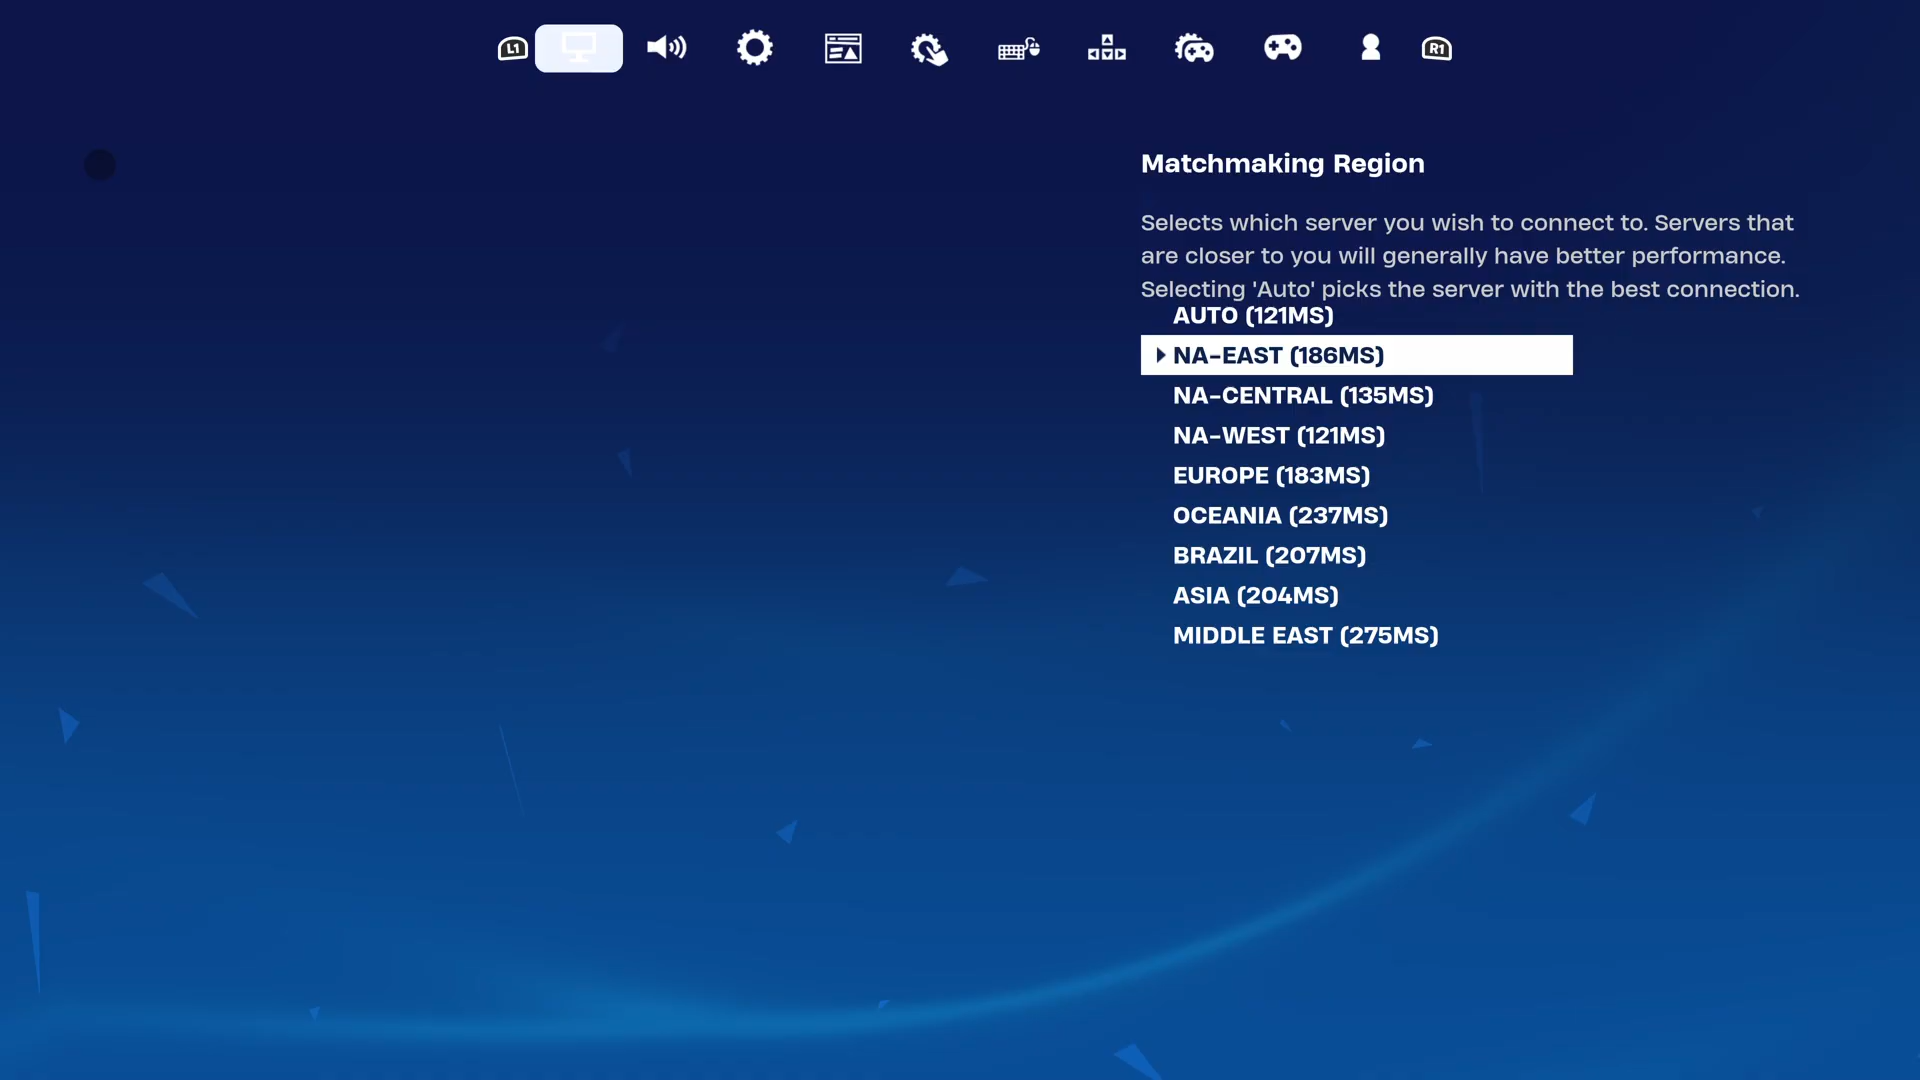 L1
R1
Matchmaking Region
Selects which server you wish to connect to. Servers that
are closer to you will generally have better performance.
Selecting 'Auto' picks the server with the best connection.
AUTO (121MS)
NA-EAST (186MS)
NA-CENTRAL (135MS)
NA-WEST (121MS)
EUROPE (183MS)
OCEANIA (237MS)
BRAZIL (207MS)
ASIA (204MS)
MIDDLE EAST (275MS)